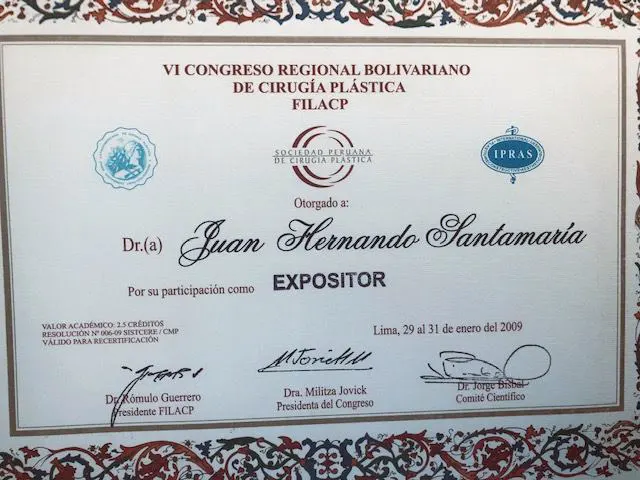 VI CONGRESO REGIONAL BOLIVARIANO
DE CIRUGÍA PLÁSTICA
FILACP
SOCIEDAD PERUANA
DE CIRUGÍA PLÁSTICA
IPRAS
Otorgado a:
Dr.(a) Juan Hernando Santamaría
Por su participación como EXPOSITOR
VALOR ACADÉMICO: 2.5 CRÉDITOS
RESOLUCIÓN Nº 006-09 SISTCERE / CMP
VÁLIDO PARA RECERTIFICACIÓN
Lima, 29 al 31 de enero del 2009
Dr. Rómulo Guerrero
Presidente FILACP
Dra. Militza Jovick
Presidenta del Congreso
Dr. Jorge Bisbal
Comité Científico